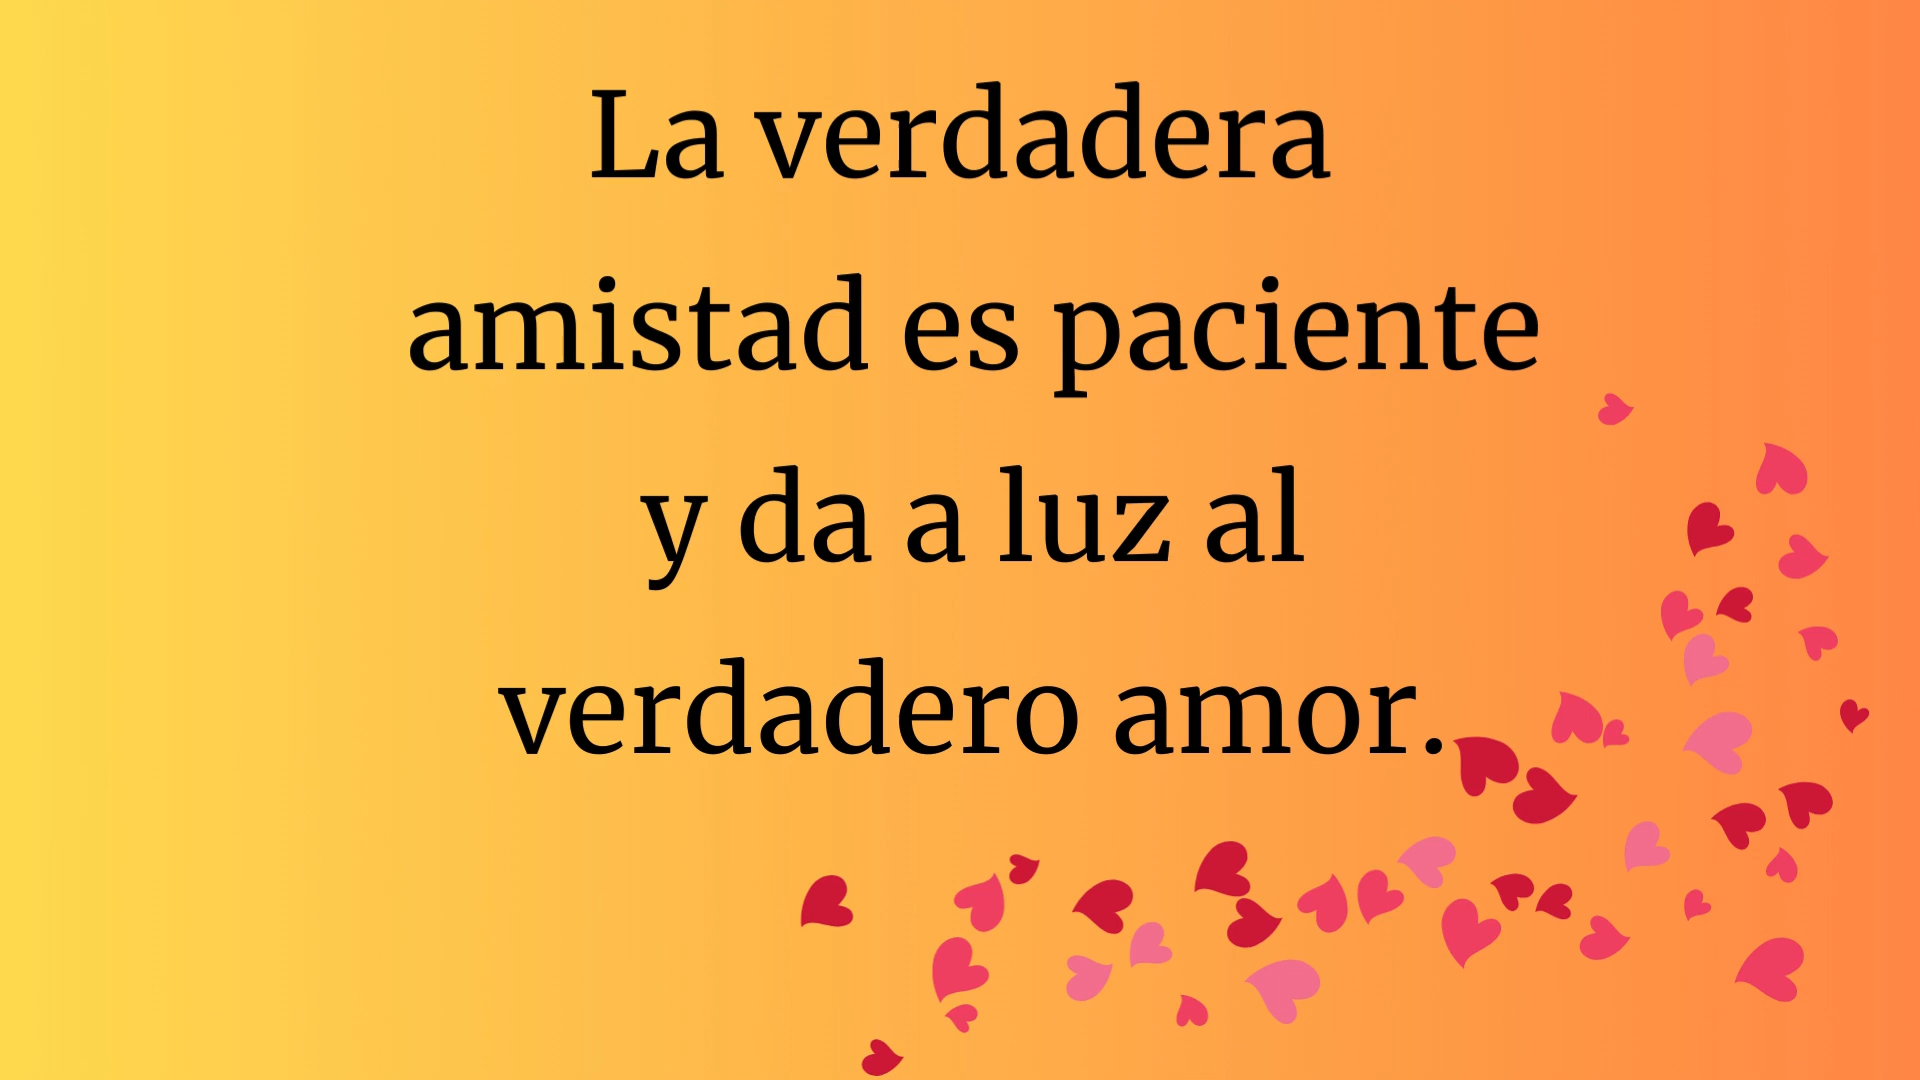 La verdadera
amistad es paciente
y da a luz al
verdadero amor.